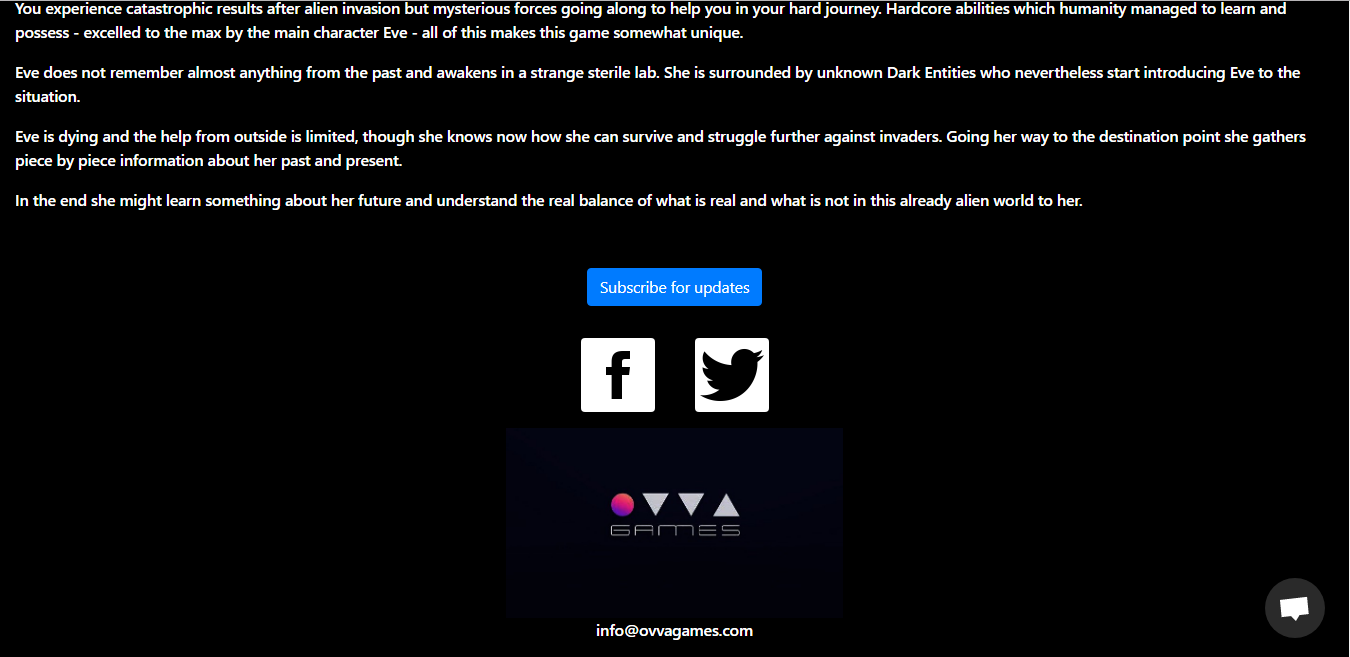 You experience catastrophic results after alien invasion but mysterious forces going along to help you in your hard journey. Hardcore abilities which humanity managed to learn and
possess - excelled to the max by the main character Eve - all of this makes this game somewhat unique.
Eve does not remember almost anything from the past and awakens in a strange sterile lab. She is surrounded by unknown Dark Entities who nevertheless start introducing Eve to the
situation.
Eve is dying and the help from outside is limited, though she knows now how she can survive and struggle further against invaders. Going her way to the destination point she gathers
piece by piece information about her past and present.
In the end she might learn something about her future and understand the real balance of what is real and what is not in this already alien world to her.
Subscribe for updates
OVVA
GAMES
info@ovvagames.com